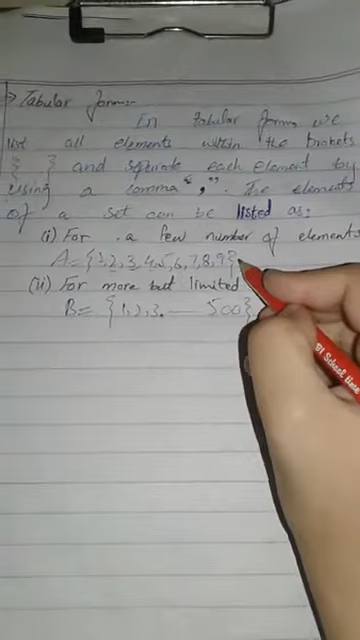 → Tabular form:
In tabular form, we
list all elements within the brakets
{ } and seperate each element by
using a comma ",". The elements
of a set can be listed as:
(i) For a few number of elements
A={1,2,3,4,5,6,7,8,9}
(ii) For more but limited
B= {1,2,3. — 500}